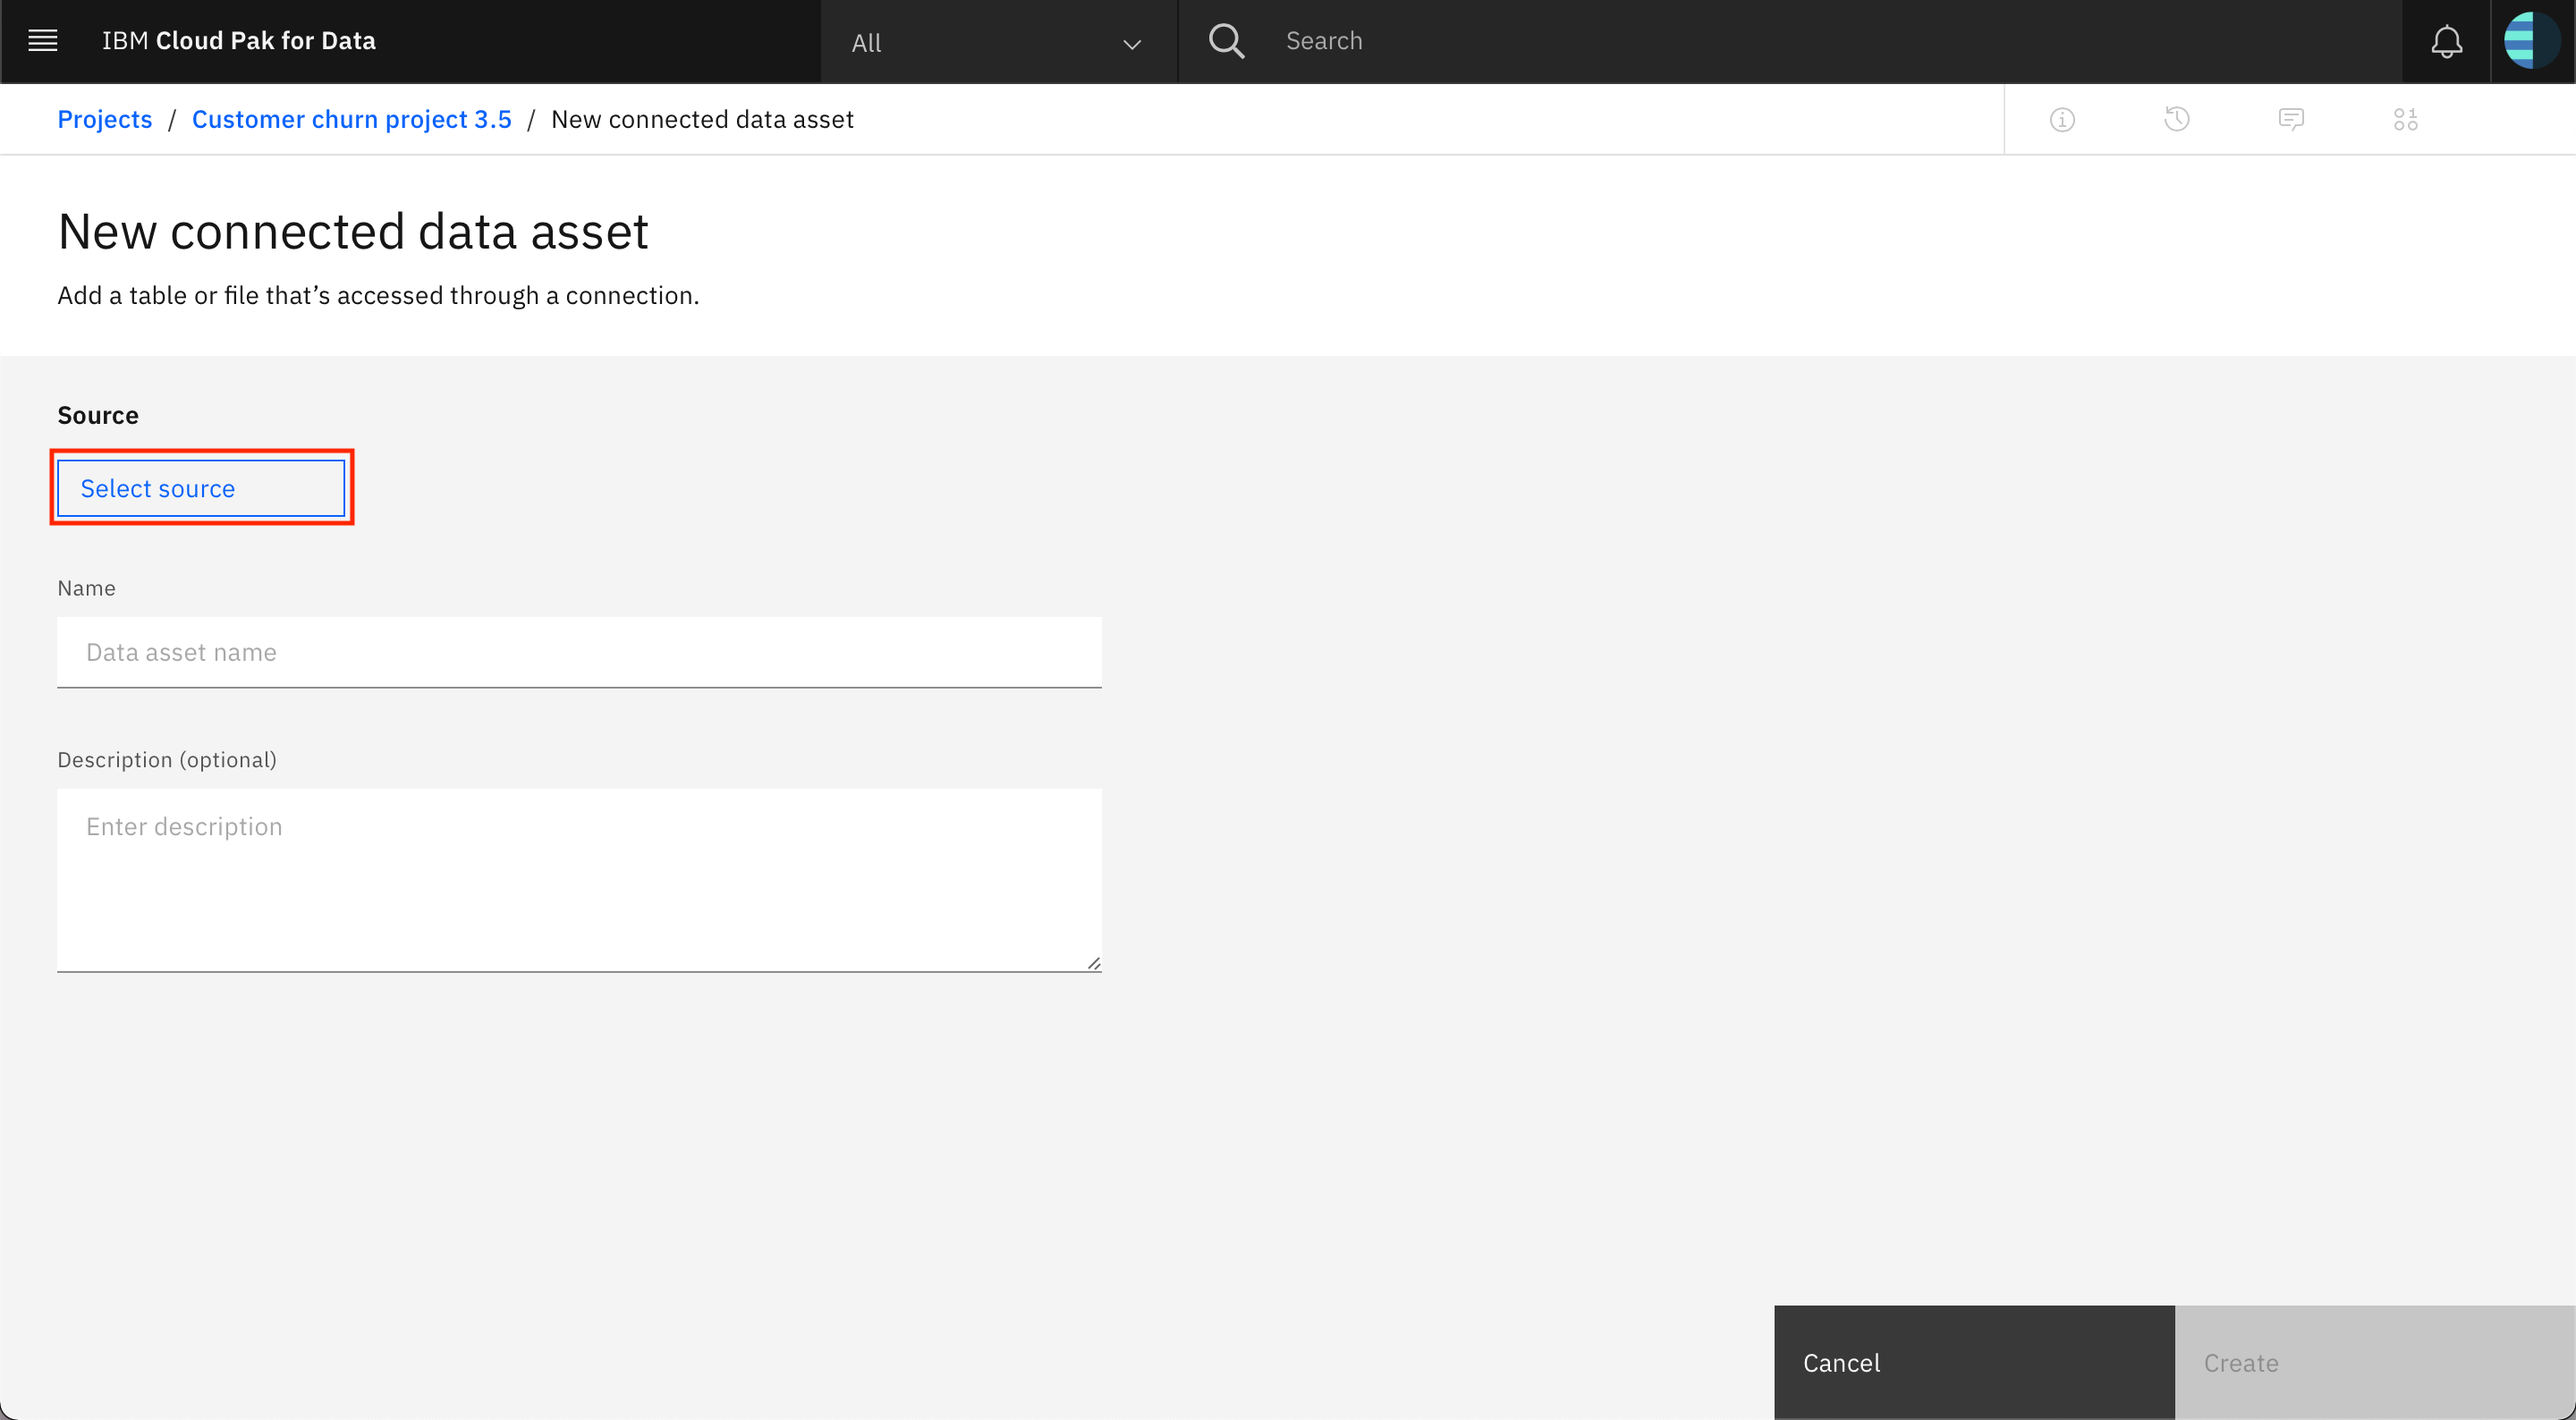 IBM Cloud Pak for Data
All
Search
Projects / Customer churn project 3.5 / New connected data asset
New connected data asset
Add a table or file that’s accessed through a connection.
Source
Select source
Name
Data asset name
Description (optional)
Enter description
Cancel
Create